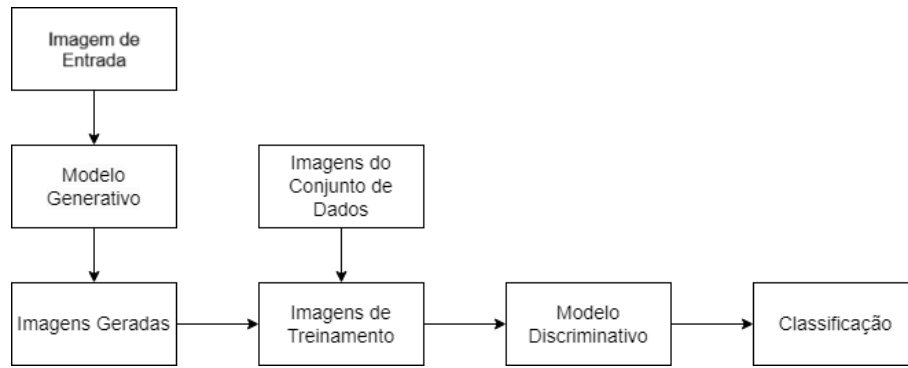 Imagem de
Entrada
Modelo
Generativo
Imagens do
Conjunto de
Dados
Imagens Geradas
Imagens de
Treinamento
Modelo
Discriminativo
Classificação